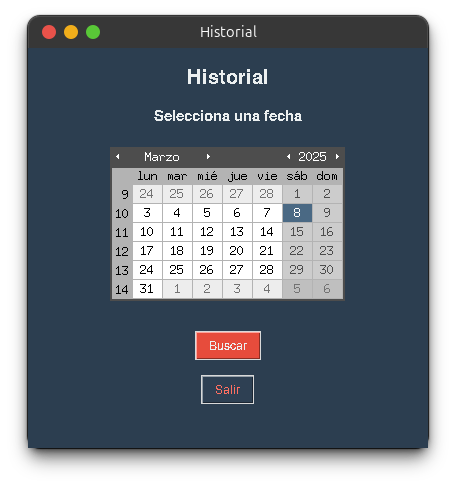 Historial
Historial
Selecciona una fecha
Marzo 2025
lun mar mié jue vie sáb dom
9 24 25 26 27 28 1 2
10 3 4 5 6 7 8 9
11 10 11 12 13 14 15 16
12 17 18 19 20 21 22 23
13 24 25 26 27 28 29 30
14 31 1 2 3 4 5 6
Buscar
Salir